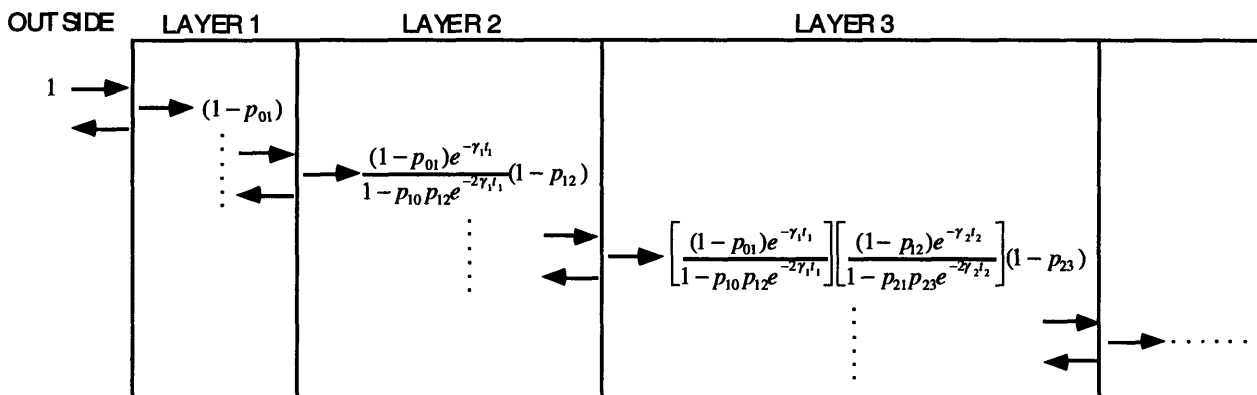 OUTSIDE LAYER 1 LAYER 2 LAYER 3
1
(1 − p₀₁)
(1 − p₀₁)e^{−γ₁t₁} / 1 − p₁₀p₁₂e^{−2γ₁t₁} (1 − p₁₂)
[(1 − p₀₁)e^{−γ₁t₁} / 1 − p₁₀p₁₂e^{−2γ₁t₁}] [(1 − p₁₂)e^{−γ₂t₂} / 1 − p₂₁p₂₃e^{−2γ₂t₂}] (1 − p₂₃)